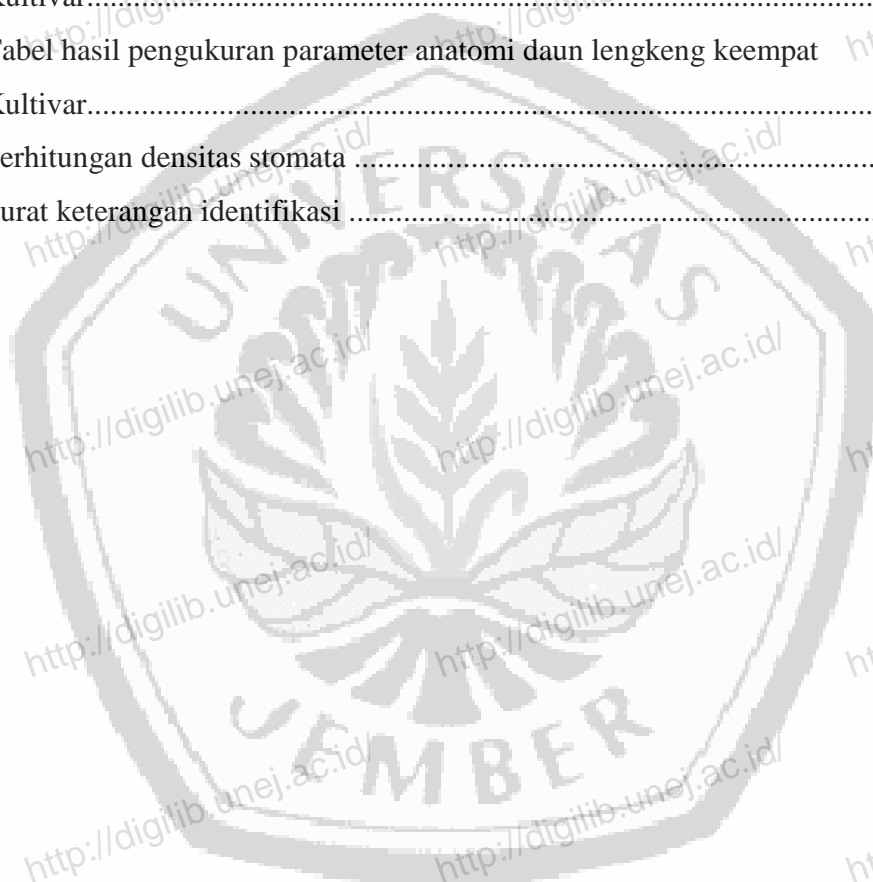 Kultivar
Tabel hasil pengukuran parameter anatomi daun lengkeng keempat
Kultivar
erhitungan densitas stomata
urat keterangan identifikasi
UNIVERSITAS
JEMBER
http://digilib.unej.ac.id/
http://digilib.unej.ac.id/
http://digilib.unej.ac.id/
http://digilib.unej.ac.id/
http://digilib.unej.ac.id/
http://digilib.unej.ac.id/
http://digilib.unej.ac.id/
http://digilib.unej.ac.id/